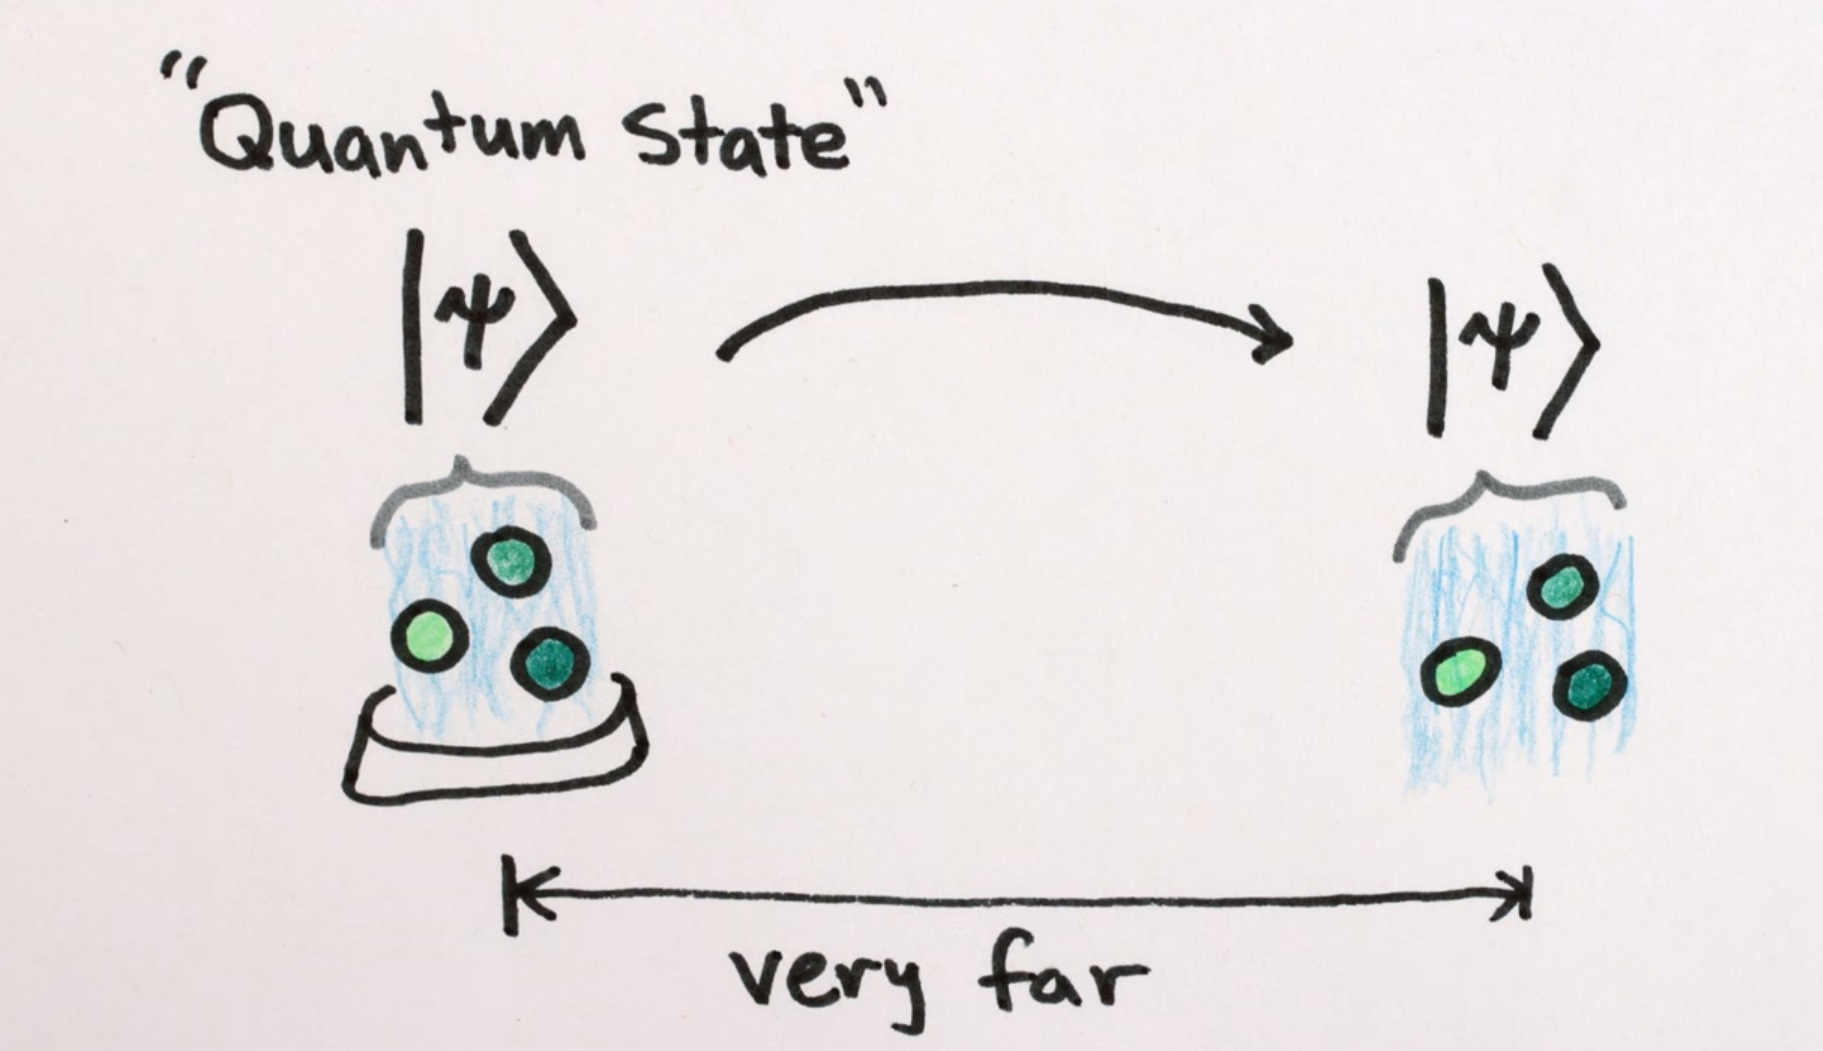 "Quantum State"
|ψ⟩ |ψ⟩
very far